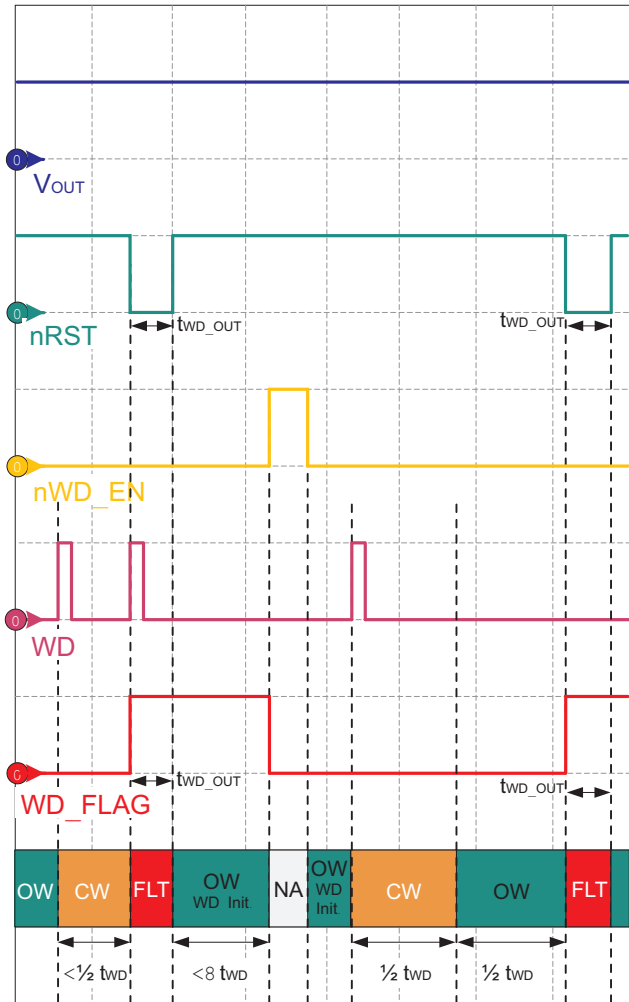 0
VOUT
0
nRST
tWD_OUT
tWD_OUT
0
nWD_EN
0
WD
0
WD_FLAG
tWD_OUT
tWD_OUT
OW
CW
FLT
OW
WD Init.
NA
OW
WD
Init.
CW
OW
FLT
<½ tWD
<8 tWD
½ tWD
½ tWD